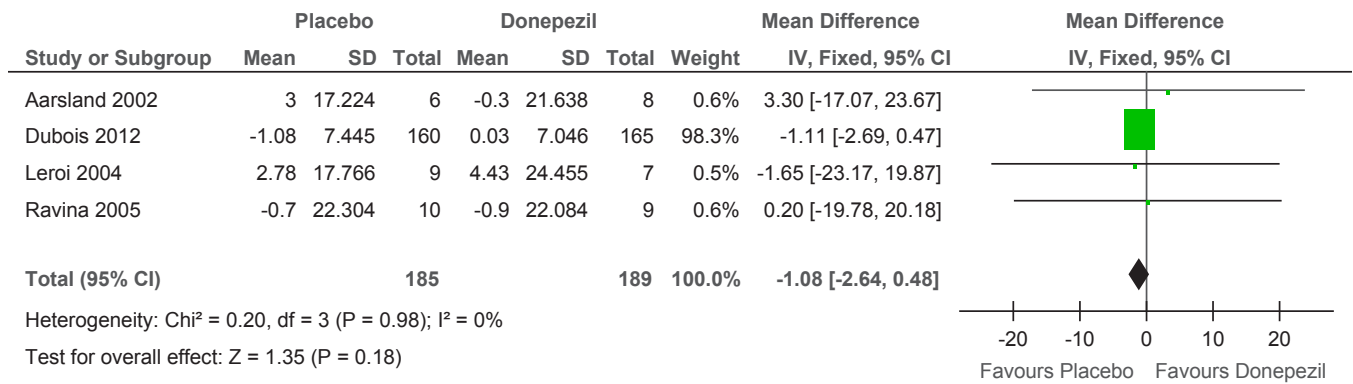 Placebo Donepezil Mean Difference Mean Difference
Study or Subgroup Mean SD Total Mean SD Total Weight IV, Fixed, 95% CI IV, Fixed, 95% CI
Aarsland 2002 3 17.224 6 -0.3 21.638 8 0.6% 3.30 [-17.07, 23.67]
Dubois 2012 -1.08 7.445 160 0.03 7.046 165 98.3% -1.11 [-2.69, 0.47]
Leroi 2004 2.78 17.766 9 4.43 24.455 7 0.5% -1.65 [-23.17, 19.87]
Ravina 2005 -0.7 22.304 10 -0.9 22.084 9 0.6% 0.20 [-19.78, 20.18]
Total (95% CI) 185 189 100.0% -1.08 [-2.64, 0.48]
Heterogeneity: Chi² = 0.20, df = 3 (P = 0.98); I² = 0%
Test for overall effect: Z = 1.35 (P = 0.18)
-20 -10 0 10 20
Favours Placebo Favours Donepezil